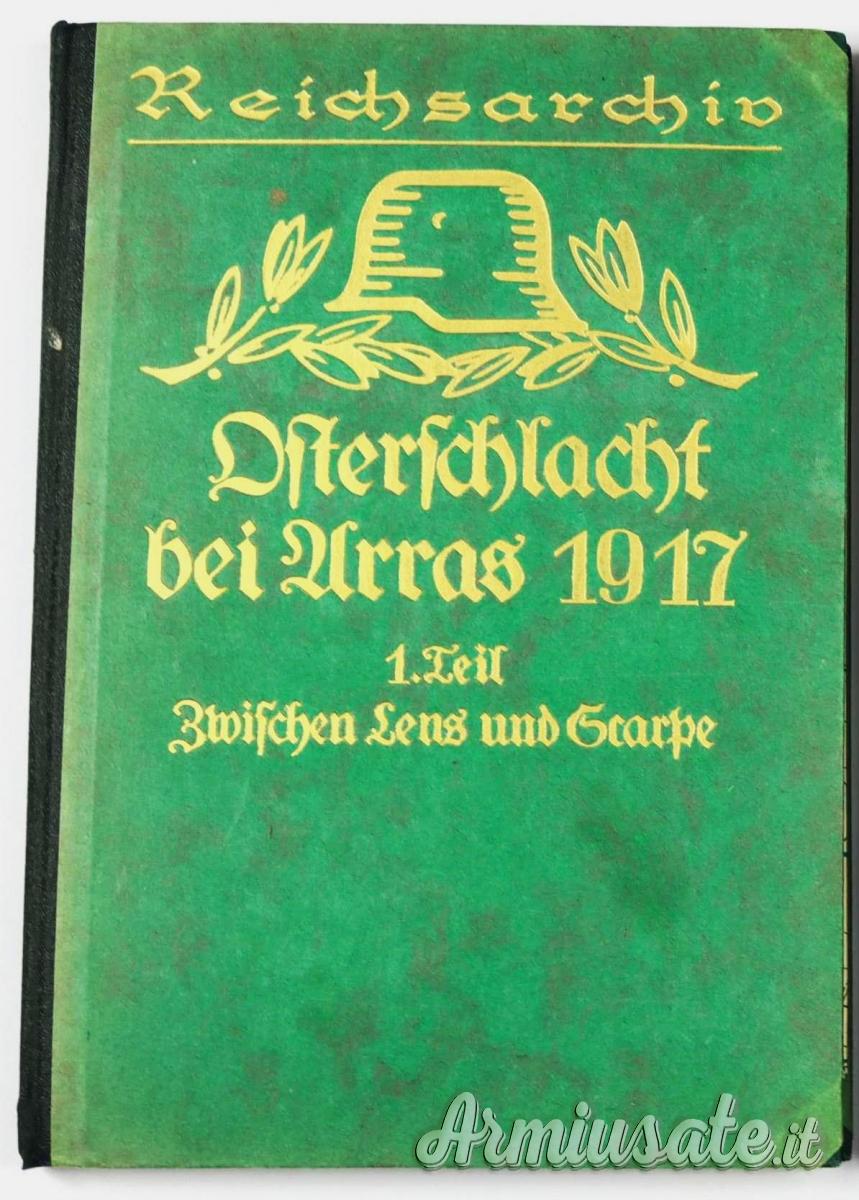 Reichsarchiv
Osterschlacht
bei Arras 1917
1. Teil
Zwischen Lens und Scarpe
Armiusate.it